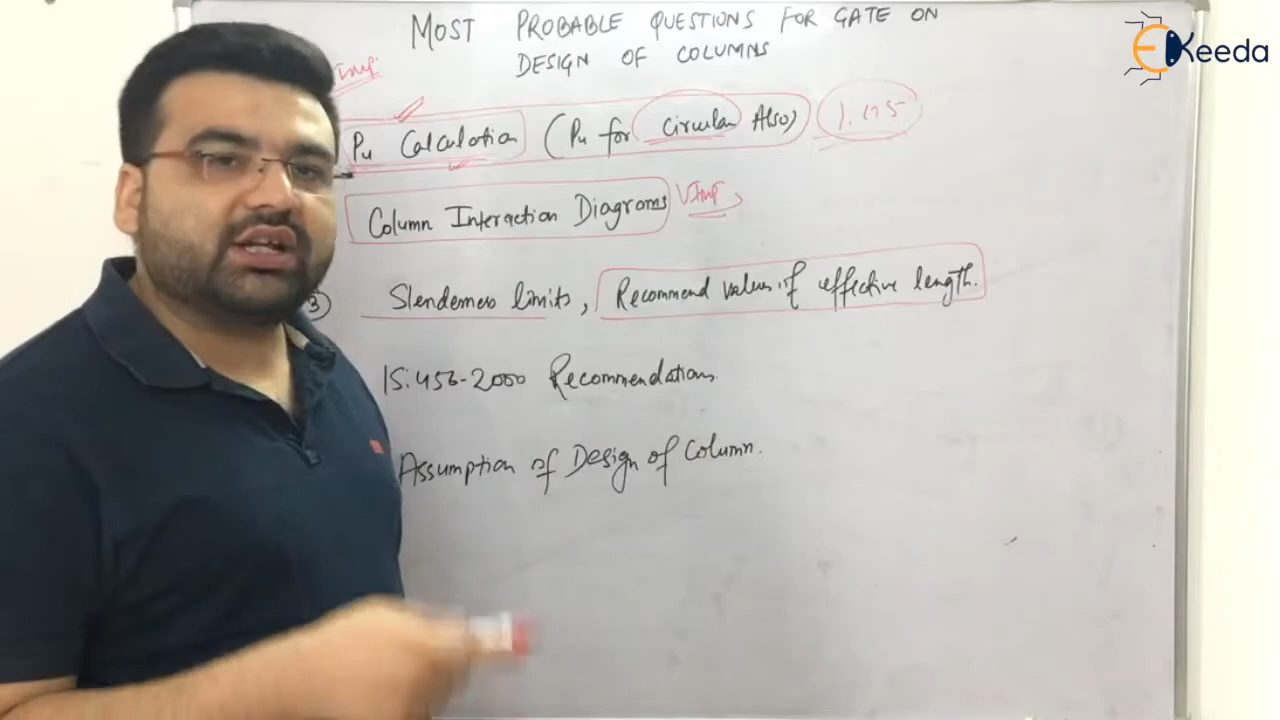 MOST PROBABLE QUESTIONS FOR GATE ON
DESIGN OF COLUMNS
EKeeda
Imp
Pu Calculation (Pu for circular Also) 1.05
Column Interaction Diagrams VImp
3 Slenderness limits, Recommend values of effective length.
IS:456-2000 Recommendations.
Assumption of Design of Column.